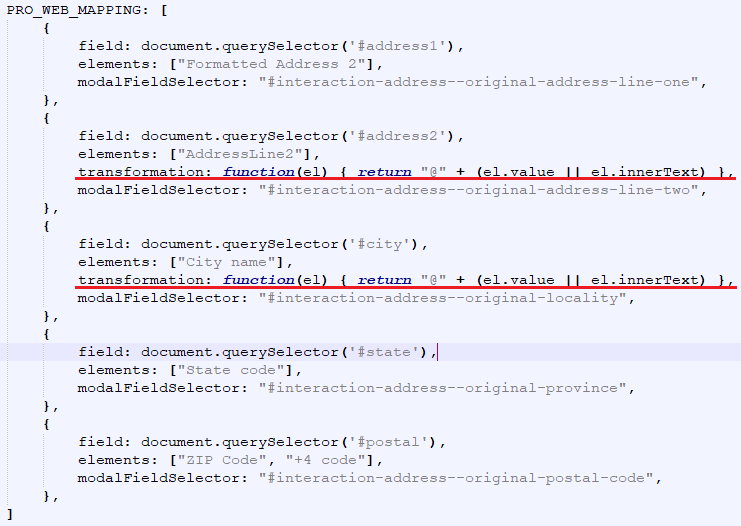 PRO_WEB_MAPPING: [
{
field: document.querySelector('#address1'),
elements: ["Formatted Address 2"],
modalFieldSelector: "#interaction-address--original-address-line-one",
},
{
field: document.querySelector('#address2'),
elements: ["AddressLine2"],
transformation: function(el) { return "@" + (el.value || el.innerText) },
modalFieldSelector: "#interaction-address--original-address-line-two",
},
{
field: document.querySelector('#city'),
elements: ["City name"],
transformation: function(el) { return "@" + (el.value || el.innerText) },
modalFieldSelector: "#interaction-address--original-locality",
},
{
field: document.querySelector('#state'),
elements: ["State code"],
modalFieldSelector: "#interaction-address--original-province",
},
{
field: document.querySelector('#postal'),
elements: ["ZIP Code", "+4 code"],
modalFieldSelector: "#interaction-address--original-postal-code",
},
]